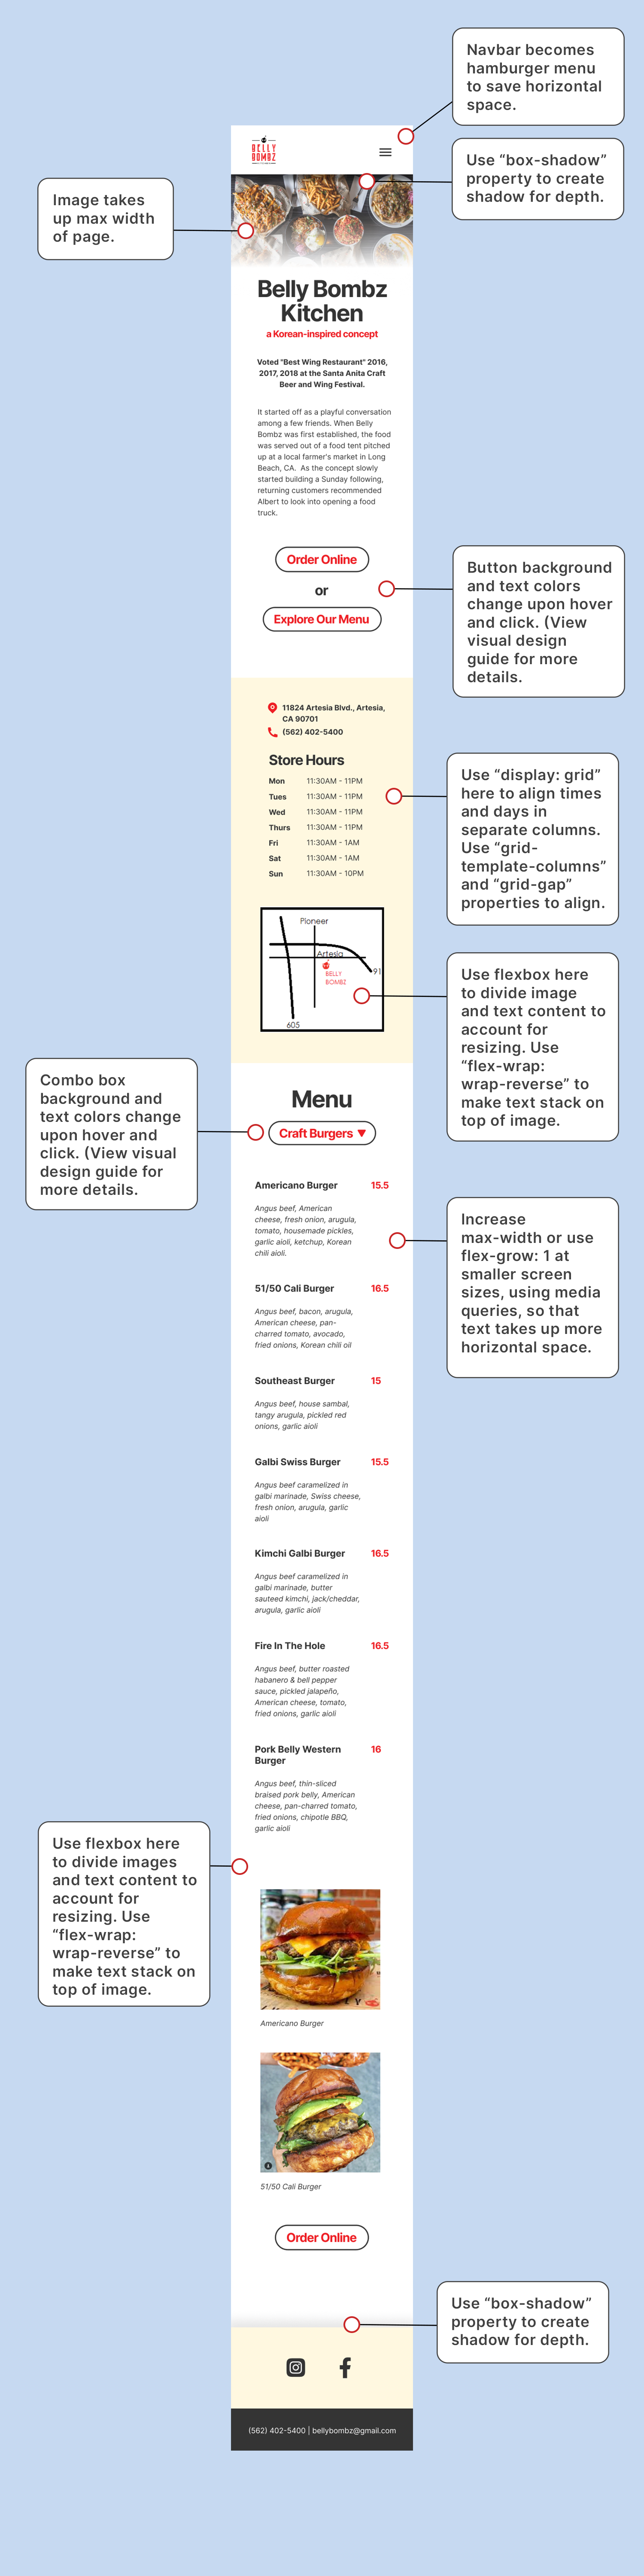 Navbar becomes
hamburger menu
to save horizontal
space.
BELLY
BOMBZ
Use “box-shadow”
property to create
shadow for depth.
Image takes
up max width
of page.
Belly Bombz
Kitchen
a Korean-inspired concept
Voted "Best Wing Restaurant" 2016,
2017, 2018 at the Santa Anita Craft
Beer and Wing Festival.
It started off as a playful conversation
among a few friends. When Belly
Bombz was first established, the food
was served out of a food tent pitched
up at a local farmer's market in Long
Beach, CA.  As the concept slowly
started building a Sunday following,
returning customers recommended
Albert to look into opening a food
truck.
Order Online
or
Explore Our Menu
Button background
and text colors
change upon hover
and click. (View
visual design
guide for more
details.
11824 Artesia Blvd., Artesia,
CA 90701
(562) 402-5400
Store Hours
Mon 11:30AM - 11PM
Tues 11:30AM - 11PM
Wed 11:30AM - 11PM
Thurs 11:30AM - 11PM
Fri 11:30AM - 1AM
Sat 11:30AM - 1AM
Sun 11:30AM - 10PM
Use “display: grid”
here to align times
and days in
separate columns.
Use “grid-
template-columns”
and “grid-gap”
properties to align.
Pioneer
Artesia
91
BELLY
BOMBZ
605
Use flexbox here
to divide image
and text content to
account for
resizing. Use
“flex-wrap:
wrap-reverse” to
make text stack on
top of image.
Combo box
background and
text colors change
upon hover and
click. (View visual
design guide for
more details.
Menu
Craft Burgers ▼
Americano Burger 15.5
Angus beef, American
cheese, fresh onion, arugula,
tomato, housemade pickles,
garlic aioli, ketchup, Korean
chili aioli.
Increase
max-width or use
flex-grow: 1 at
smaller screen
sizes, using media
queries, so that
text takes up more
horizontal space.
51/50 Cali Burger 16.5
Angus beef, bacon, arugula,
American cheese, pan-
charred tomato, avocado,
fried onions, Korean chili oil
Southeast Burger 15
Angus beef, house sambal,
tangy arugula, pickled red
onions, garlic aioli
Galbi Swiss Burger 15.5
Angus beef caramelized in
galbi marinade, Swiss cheese,
fresh onion, arugula, garlic
aioli
Kimchi Galbi Burger 16.5
Angus beef caramelized in
galbi marinade, butter
sauteed kimchi, jack/cheddar,
arugula, garlic aioli
Fire In The Hole 16.5
Angus beef, butter roasted
habanero & bell pepper
sauce, pickled jalapeño,
American cheese, tomato,
fried onions, garlic aioli
Pork Belly Western 16
Burger
Angus beef, thin-sliced
braised pork belly, American
cheese, pan-charred tomato,
fried onions, chipotle BBQ,
garlic aioli
Use flexbox here
to divide images
and text content to
account for
resizing. Use
“flex-wrap:
wrap-reverse” to
make text stack on
top of image.
Americano Burger
51/50 Cali Burger
Order Online
Use “box-shadow”
property to create
shadow for depth.
(562) 402-5400 | bellybombz@gmail.com